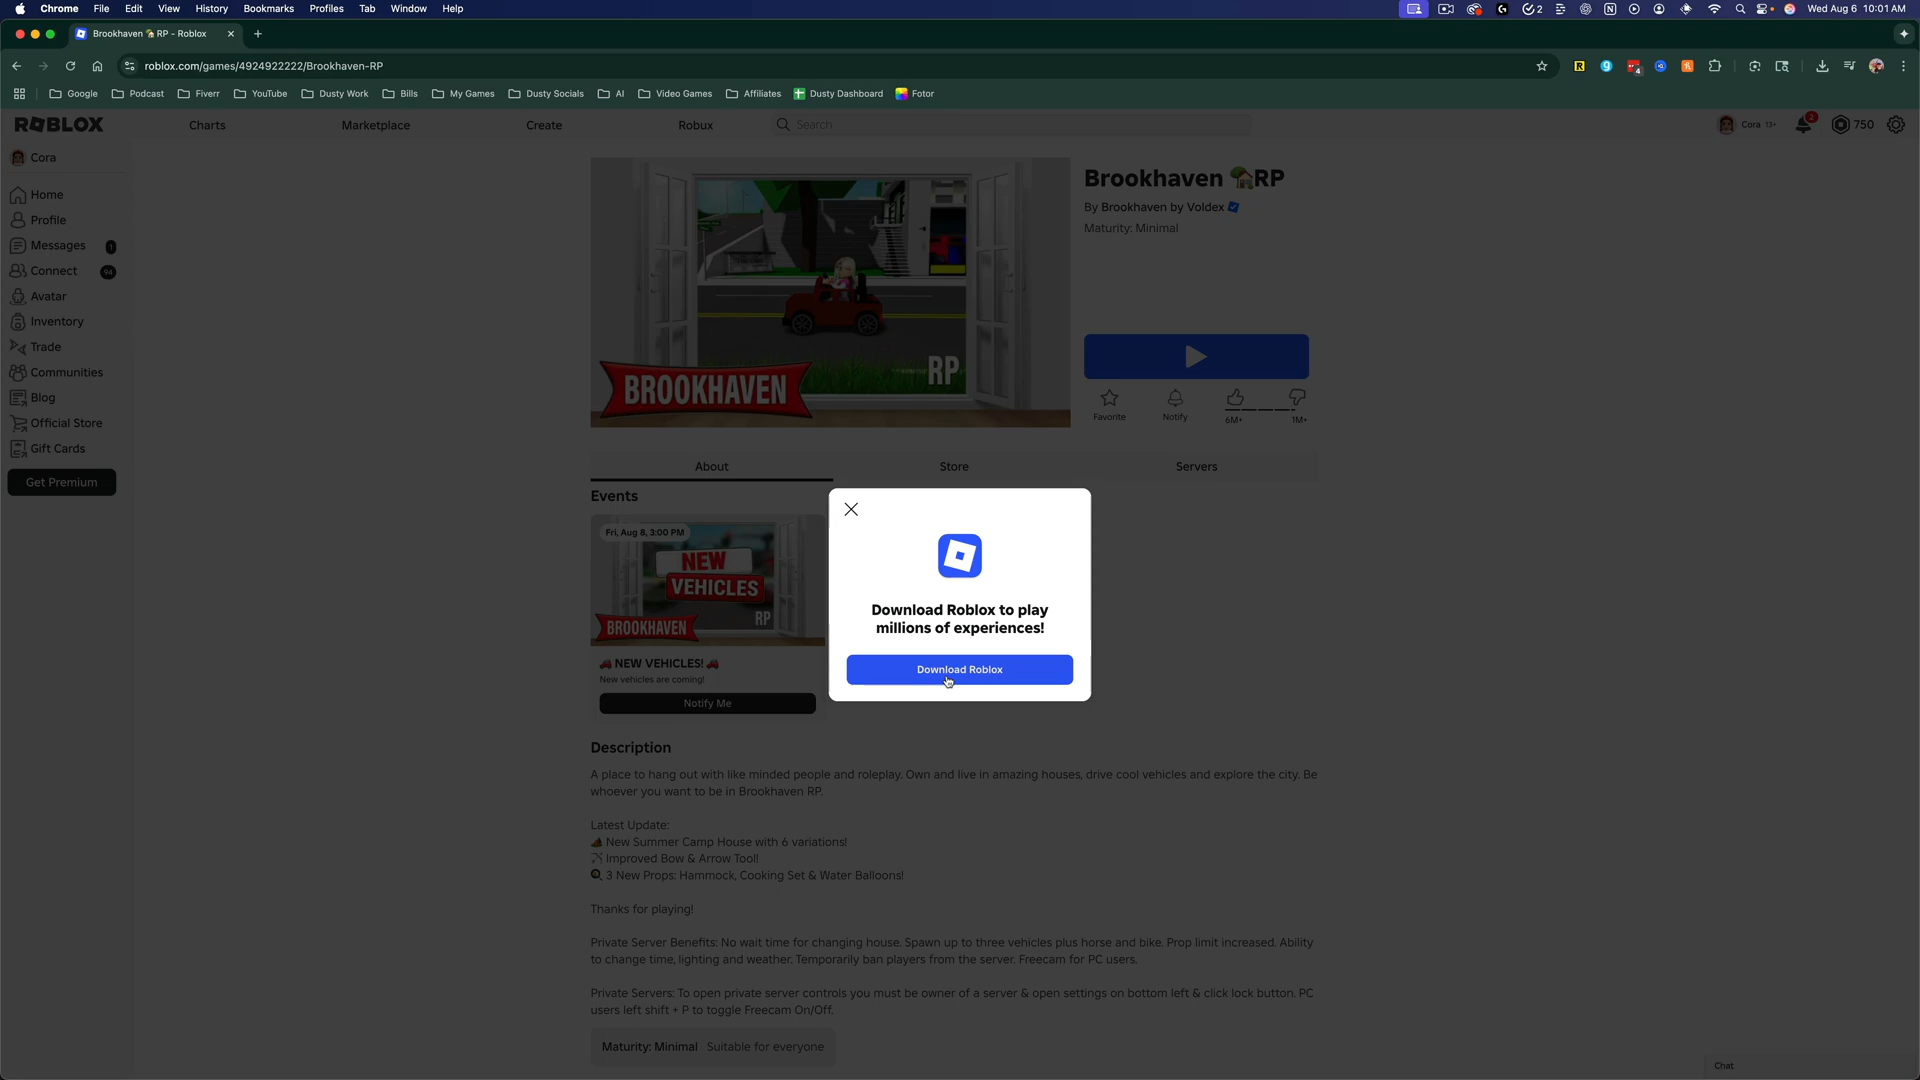 Chrome File Edit View History Bookmarks Profiles Tab Window Help
2
Wed Aug 6 10:01 AM
Brookhaven 🏡 RP - Roblox
roblox.com/games/4924922222/Brookhaven-RP
4
Google Podcast Fiverr YouTube Dusty Work Bills My Games Dusty Socials AI Video Games Affiliates Dusty Dashboard Fotor
ROBLOX Charts Marketplace Create Robux Search Cora 13+ 2 750
Cora
Home
Profile
Messages 1
Connect 94
Avatar
Inventory
Trade
Communities
Blog
Official Store
Gift Cards
Get Premium
BROOKHAVEN
RP
Brookhaven 🏡RP
By Brookhaven by Voldex
Maturity: Minimal
Favorite Notify 6M+ 1M+
About Store Servers
Events
Fri, Aug 8, 3:00 PM
NEW
VEHICLES
BROOKHAVEN
RP
🚗 NEW VEHICLES! 🚗
New vehicles are coming!
Notify Me
Download Roblox to play
millions of experiences!
Download Roblox
Description
A place to hang out with like minded people and roleplay. Own and live in amazing houses, drive cool vehicles and explore the city. Be
whoever you want to be in Brookhaven RP.
Latest Update:
🏕 New Summer Camp House with 6 variations!
🏹 Improved Bow & Arrow Tool!
🍳 3 New Props: Hammock, Cooking Set & Water Balloons!
Thanks for playing!
Private Server Benefits: No wait time for changing house. Spawn up to three vehicles plus horse and bike. Prop limit increased. Ability
to change time, lighting and weather. Temporarily ban players from the server. Freecam for PC users.
Private Servers: To open private server controls you must be owner of a server & open settings on bottom left & click lock button. PC
users left shift + P to toggle Freecam On/Off.
Maturity: Minimal Suitable for everyone
Chat